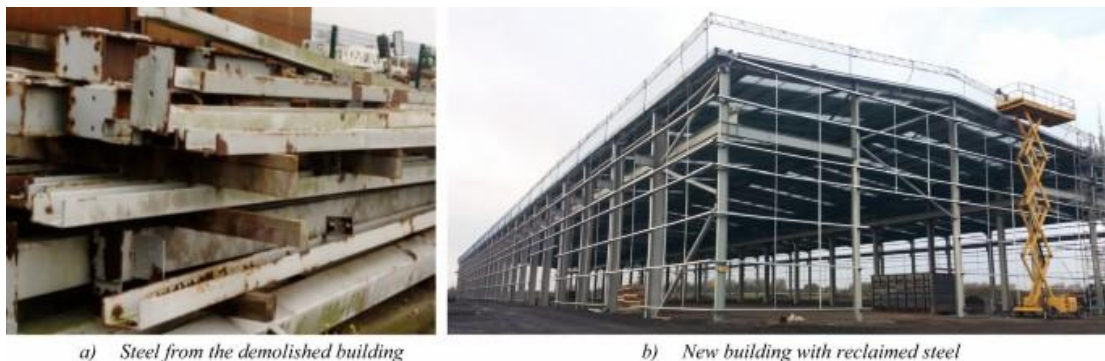 a) Steel from the demolished building
b) New building with reclaimed steel